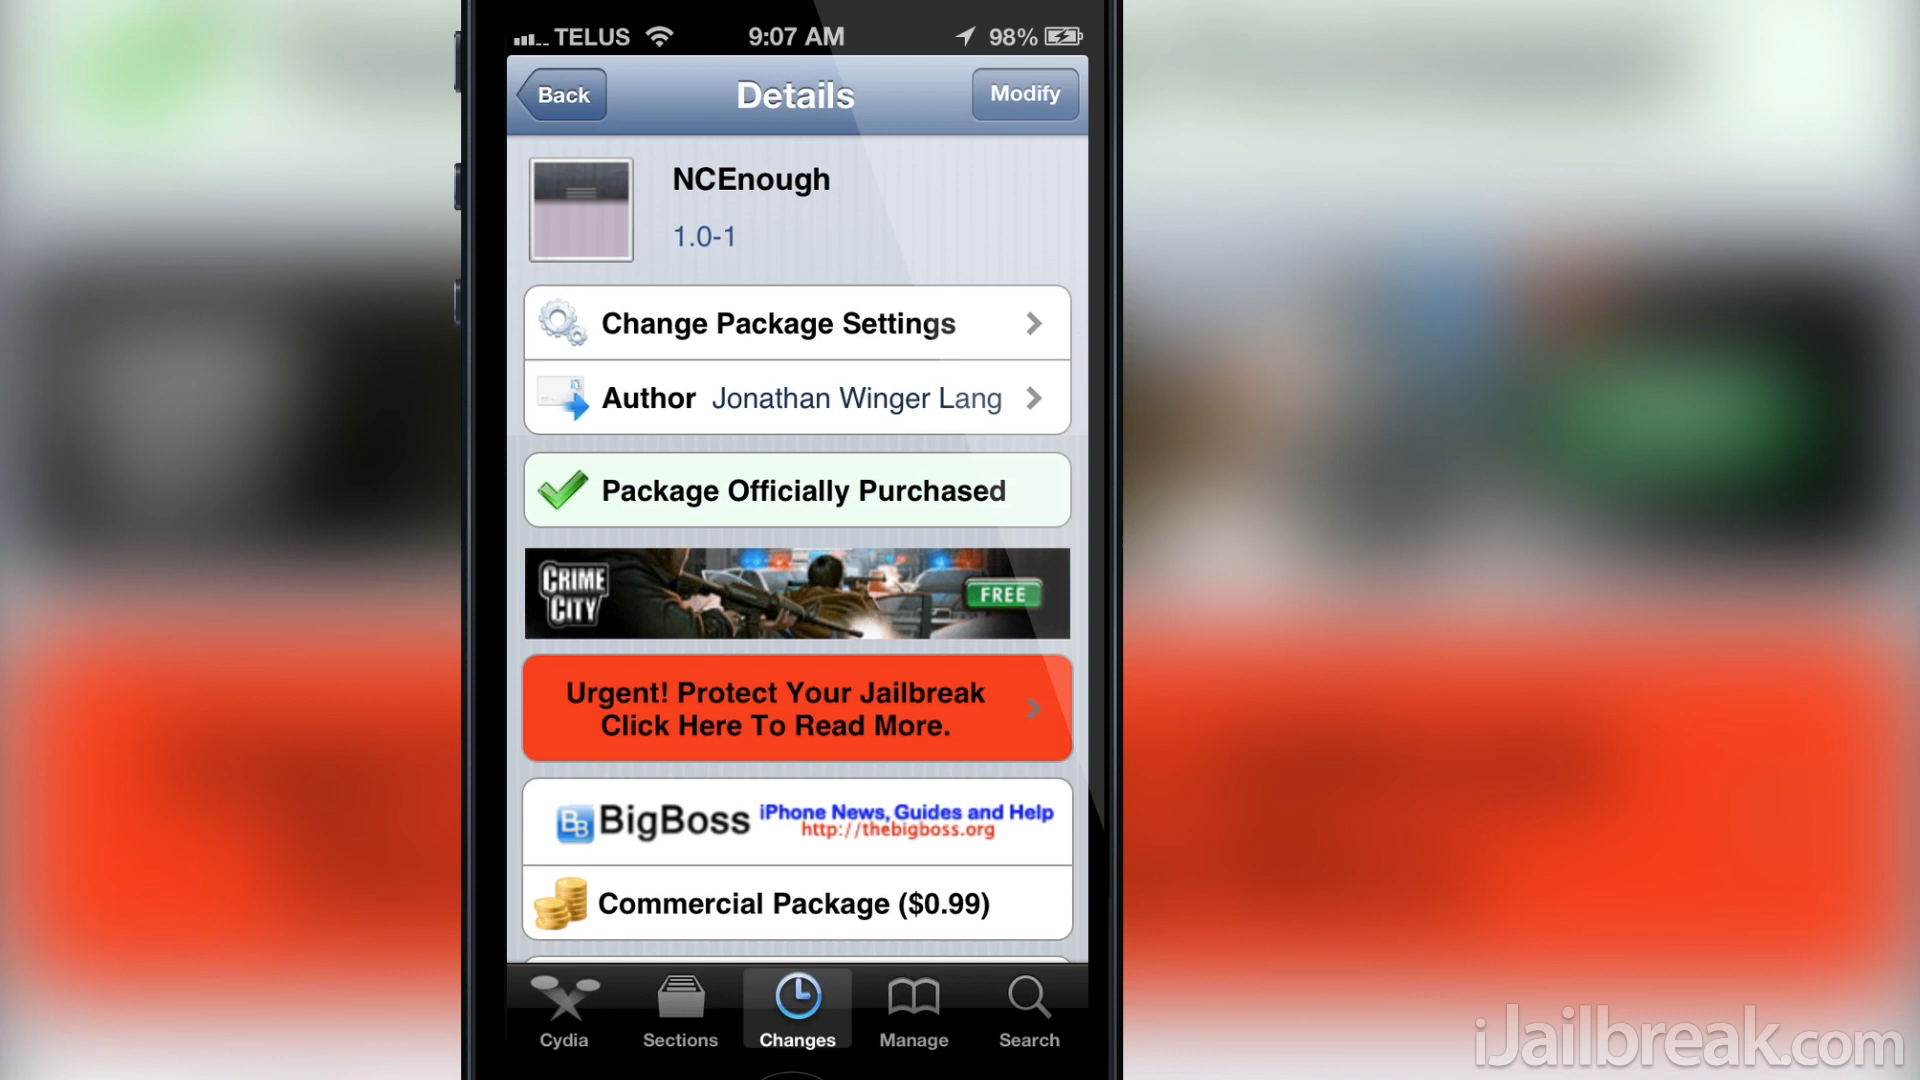 TELUS 9:07 AM 98%
Back Details Modify
NCEnough
1.0-1
Change Package Settings
Author Jonathan Winger Lang
Package Officially Purchased
CRIME
CITY
FREE
Urgent! Protect Your Jailbreak
Click Here To Read More.
BB BigBoss iPhone News, Guides and Help
http://thebigboss.org
Commercial Package ($0.99)
Cydia Sections Changes Manage Search
iJailbreak.com